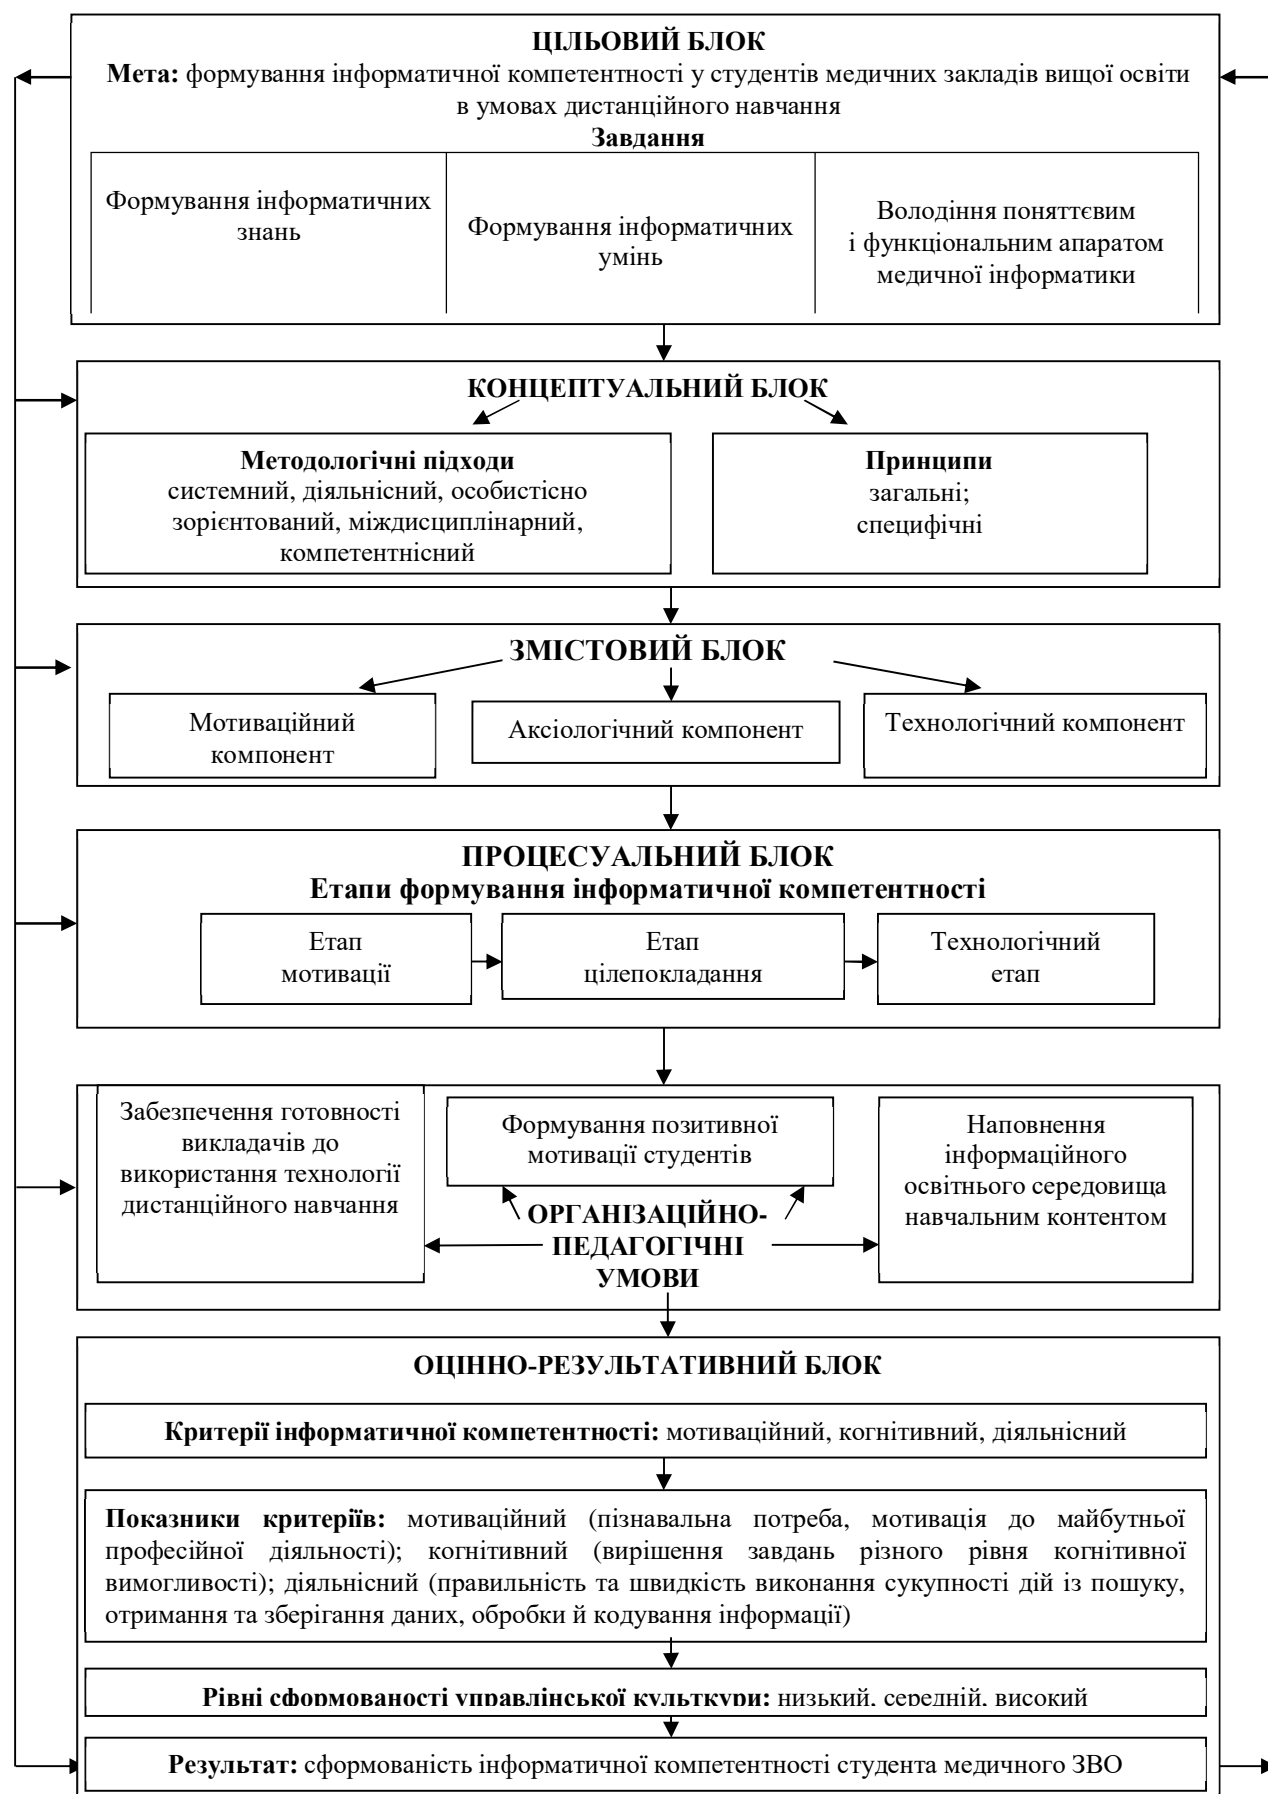 ЦІЛЬОВИЙ БЛОК
Мета: формування інформатичної компетентності у студентів медичних закладів вищої освіти
в умовах дистанційного навчання
Завдання
Формування інформатичних
знань
Формування інформатичних
умінь
Володіння поняттєвим
і функціональним апаратом
медичної інформатики
КОНЦЕПТУАЛЬНИЙ БЛОК
Методологічні підходи
системний, діяльнісний, особистісно
зорієнтований, міждисциплінарний,
компетентнісний
Принципи
загальні;
специфічні
ЗМІСТОВИЙ БЛОК
Мотиваційний
компонент
Аксіологічний компонент
Технологічний компонент
ПРОЦЕСУАЛЬНИЙ БЛОК
Етапи формування інформатичної компетентності
Етап
мотивації
Етап
цілепокладання
Технологічний
етап
Забезпечення готовності
викладачів до
використання технології
дистанційного навчання
Формування позитивної
мотивації студентів
Наповнення
інформаційного
освітнього середовища
навчальним контентом
ОРГАНІЗАЦІЙНО-
ПЕДАГОГІЧНІ
УМОВИ
ОЦІННО-РЕЗУЛЬТАТИВНИЙ БЛОК
Критерії інформатичної компетентності: мотиваційний, когнітивний, діяльнісний
Показники критеріїв: мотиваційний (пізнавальна потреба, мотивація до майбутньої
професійної діяльності); когнітивний (вирішення завдань різного рівня когнітивної
вимогливості); діяльнісний (правильність та швидкість виконання сукупності дій із пошуку,
отримання та зберігання даних, обробки й кодування інформації)
Рівні сформованості управлінської культкури: низький, середній, високий
Результат: сформованість інформатичної компетентності студента медичного ЗВО